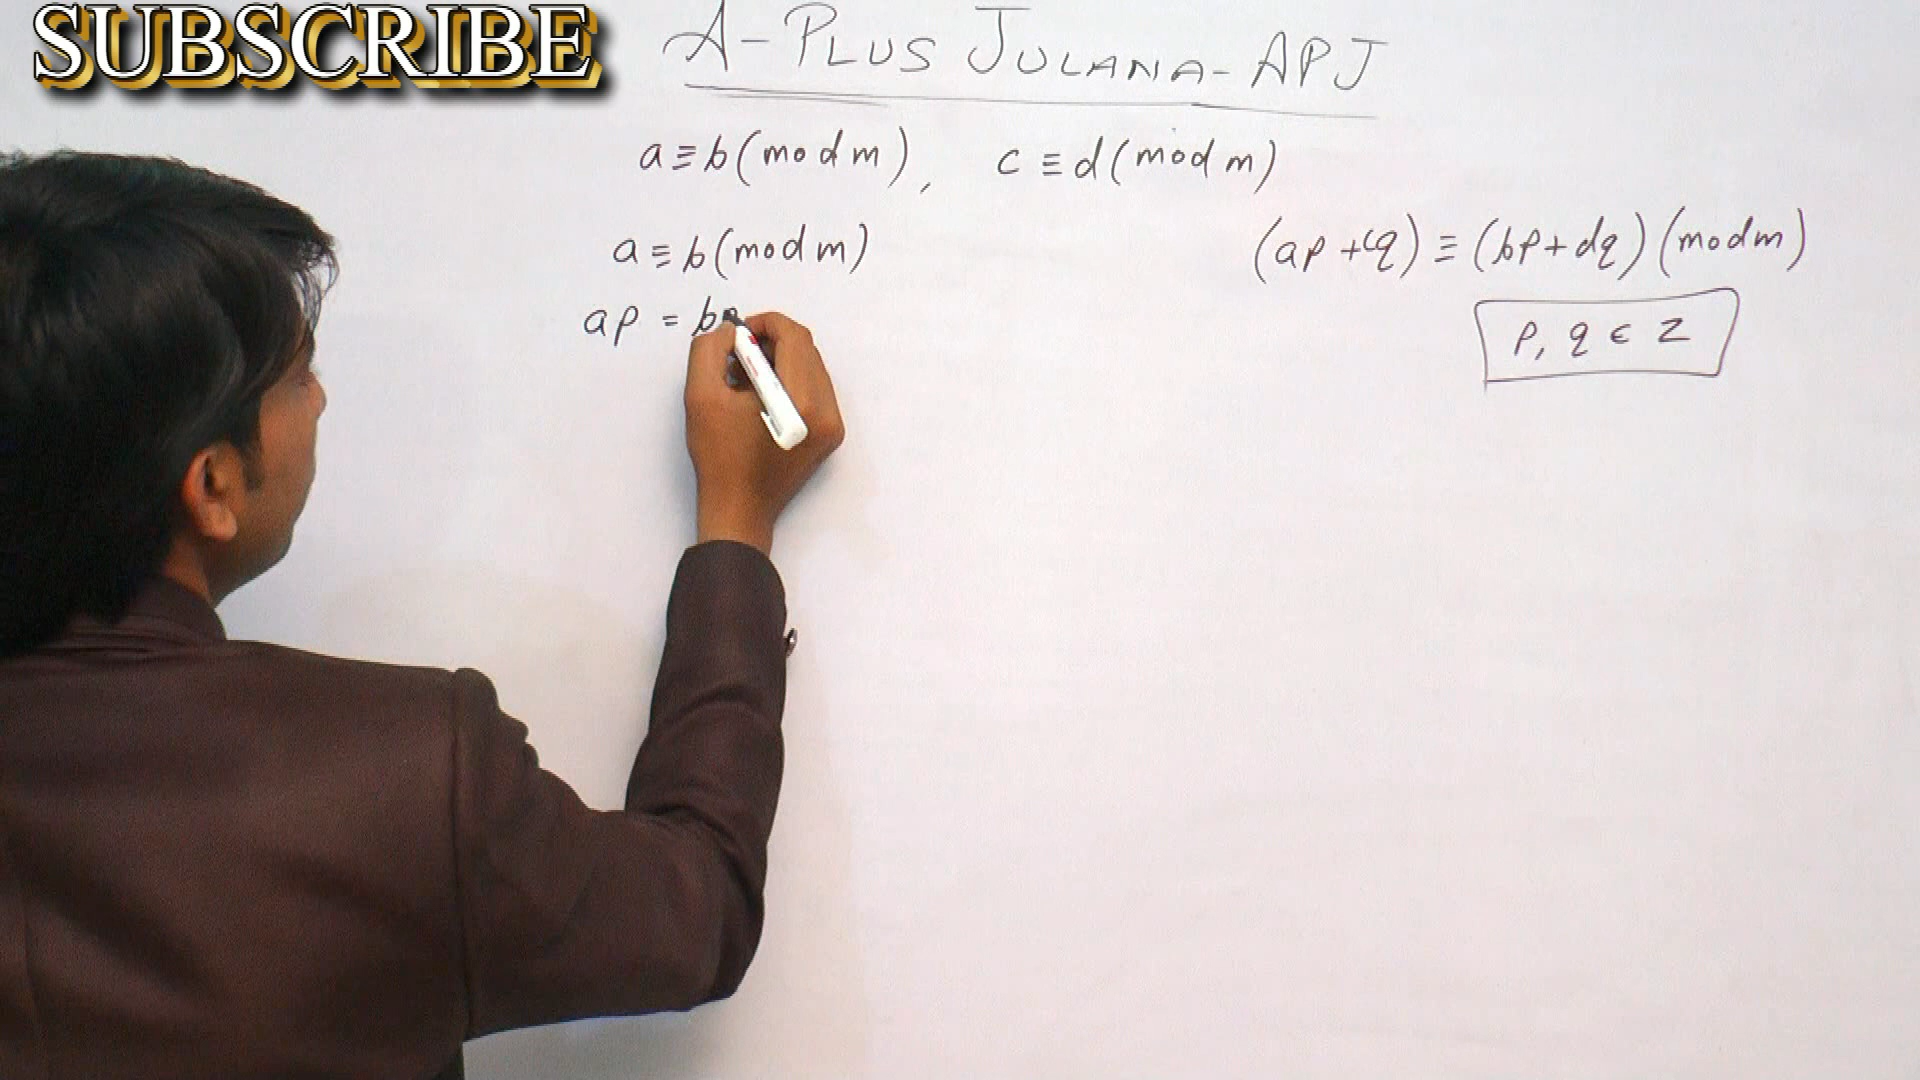 SUBSCRIBE
A-PLUS JULANA-APJ
a≡b(mod m), c≡d(mod m)
a≡b(mod m)
(ap+cq)≡(bp+dq)(mod m)
ap = b
p, q ∈ Z